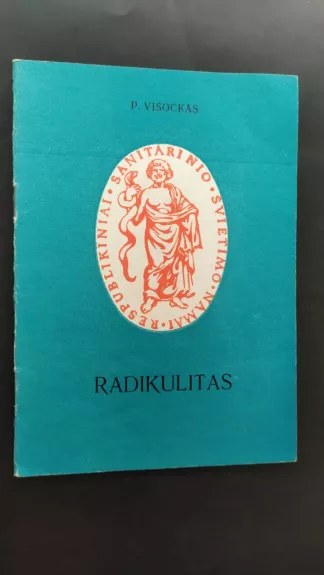 P. VISOCKAS
RESPUBLIKINIAI · SANITARINIO · ŠVIETIMO · NAMAI ·
RADIKULITAS